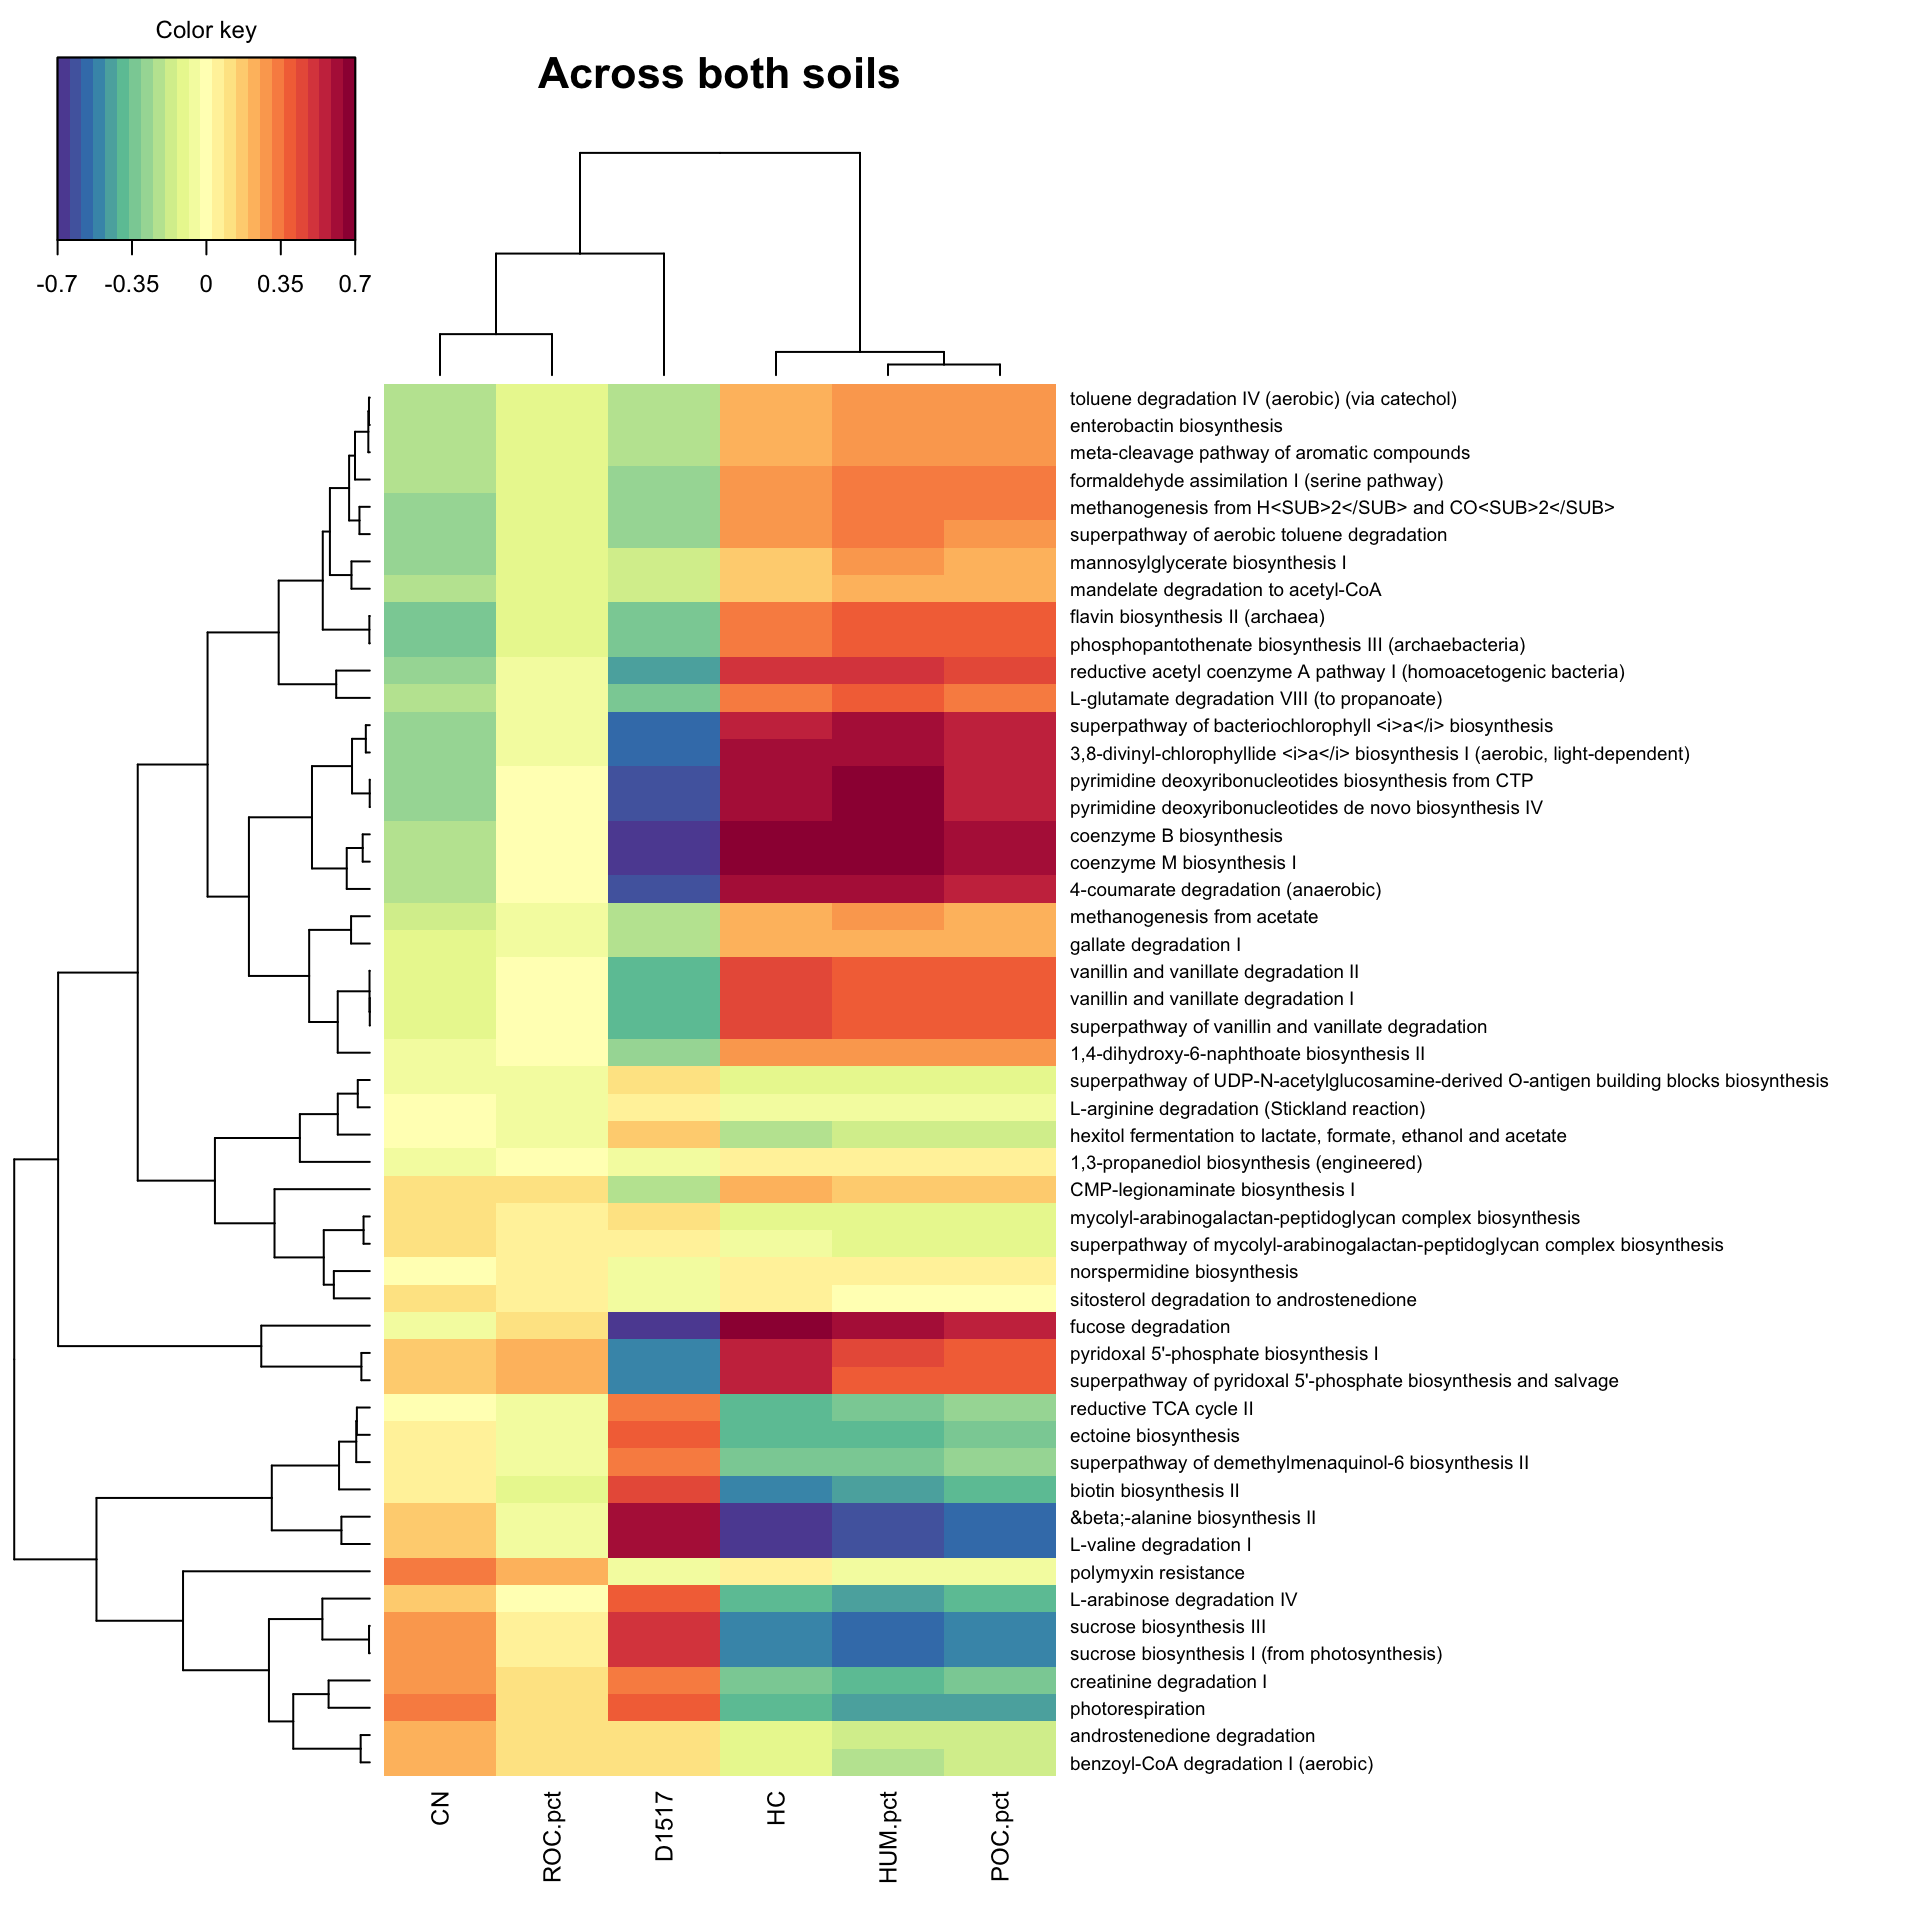 Color key
-0.7 -0.35 0 0.35 0.7
Across both soils
toluene degradation IV (aerobic) (via catechol)
enterobactin biosynthesis
meta-cleavage pathway of aromatic compounds
formaldehyde assimilation I (serine pathway)
methanogenesis from H<SUB>2</SUB> and CO<SUB>2</SUB>
superpathway of aerobic toluene degradation
mannosylglycerate biosynthesis I
mandelate degradation to acetyl-CoA
flavin biosynthesis II (archaea)
phosphopantothenate biosynthesis III (archaebacteria)
reductive acetyl coenzyme A pathway I (homoacetogenic bacteria)
L-glutamate degradation VIII (to propanoate)
superpathway of bacteriochlorophyll <i>a</i> biosynthesis
3,8-divinyl-chlorophyllide <i>a</i> biosynthesis I (aerobic, light-dependent)
pyrimidine deoxyribonucleotides biosynthesis from CTP
pyrimidine deoxyribonucleotides de novo biosynthesis IV
coenzyme B biosynthesis
coenzyme M biosynthesis I
4-coumarate degradation (anaerobic)
methanogenesis from acetate
gallate degradation I
vanillin and vanillate degradation II
vanillin and vanillate degradation I
superpathway of vanillin and vanillate degradation
1,4-dihydroxy-6-naphthoate biosynthesis II
superpathway of UDP-N-acetylglucosamine-derived O-antigen building blocks biosynthesis
L-arginine degradation (Stickland reaction)
hexitol fermentation to lactate, formate, ethanol and acetate
1,3-propanediol biosynthesis (engineered)
CMP-legionaminate biosynthesis I
mycolyl-arabinogalactan-peptidoglycan complex biosynthesis
superpathway of mycolyl-arabinogalactan-peptidoglycan complex biosynthesis
norspermidine biosynthesis
sitosterol degradation to androstenedione
fucose degradation
pyridoxal 5'-phosphate biosynthesis I
superpathway of pyridoxal 5'-phosphate biosynthesis and salvage
reductive TCA cycle II
ectoine biosynthesis
superpathway of demethylmenaquinol-6 biosynthesis II
biotin biosynthesis II
&beta;-alanine biosynthesis II
L-valine degradation I
polymyxin resistance
L-arabinose degradation IV
sucrose biosynthesis III
sucrose biosynthesis I (from photosynthesis)
creatinine degradation I
photorespiration
androstenedione degradation
benzoyl-CoA degradation I (aerobic)
CN
ROC.pct
D1517
HC
HUM.pct
POC.pct